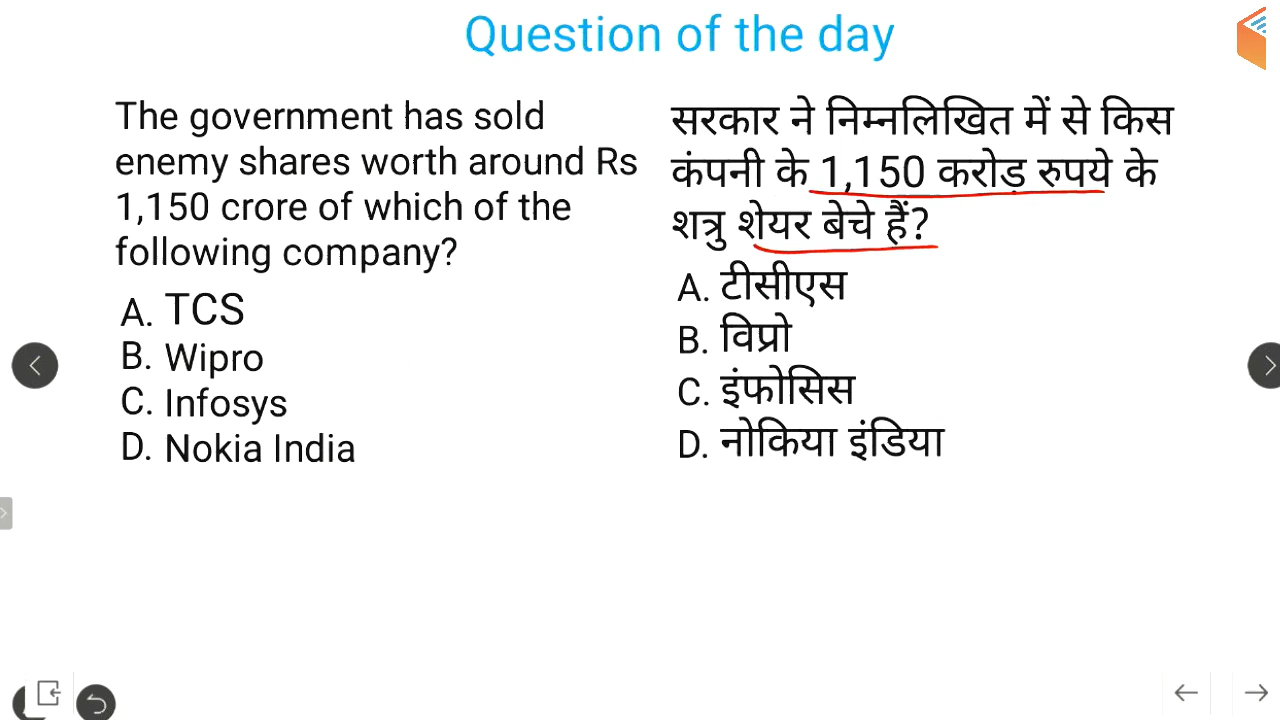 Question of the day
The government has sold
enemy shares worth around Rs
1,150 crore of which of the
following company?
A. TCS
B. Wipro
C. Infosys
D. Nokia India
सरकार ने निम्नलिखित में से किस
कंपनी के 1,150 करोड़ रुपये के
शत्रु शेयर बेचे हैं?
A. टीसीएस
B. विप्रो
C. इंफोसिस
D. नोकिया इंडिया